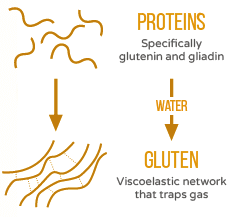 PROTEINS
Specifically
glutenin and gliadin
WATER
GLUTEN
Viscoelastic network
that traps gas